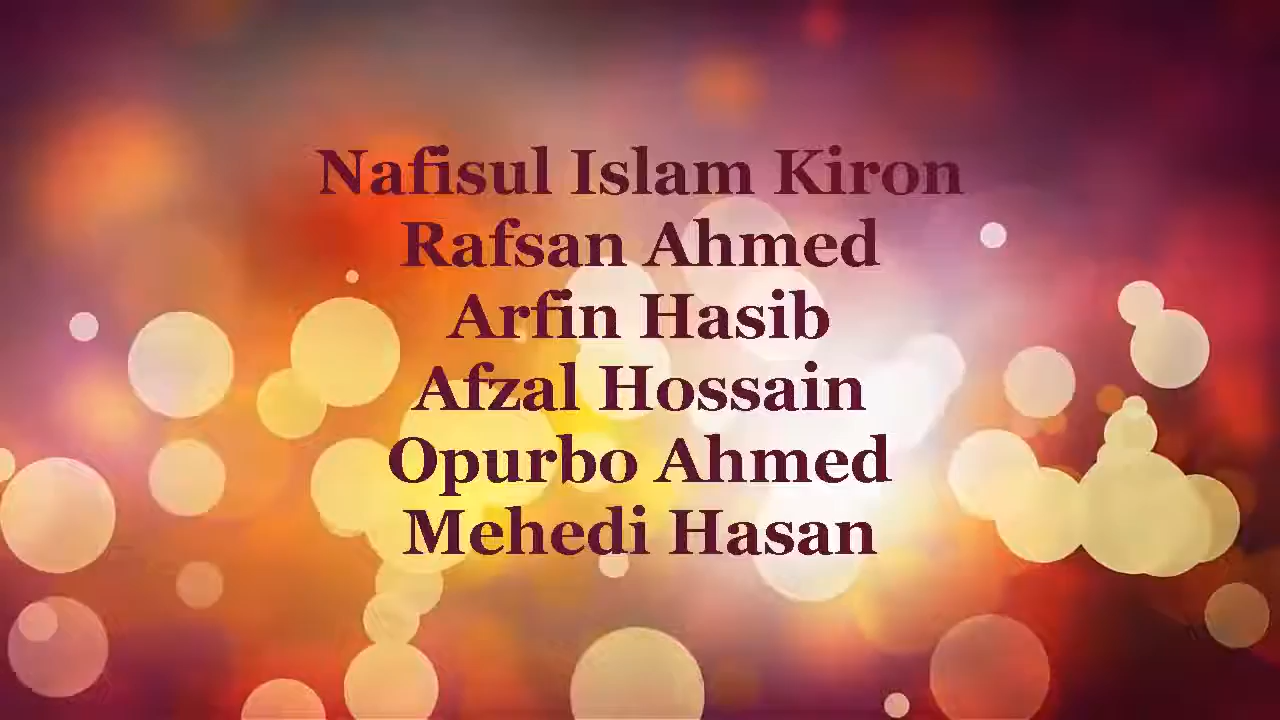 Nafisul Islam Kiron
Rafsan Ahmed
Arfin Hasib
Afzal Hossain
Opurbo Ahmed
Mehedi Hasan